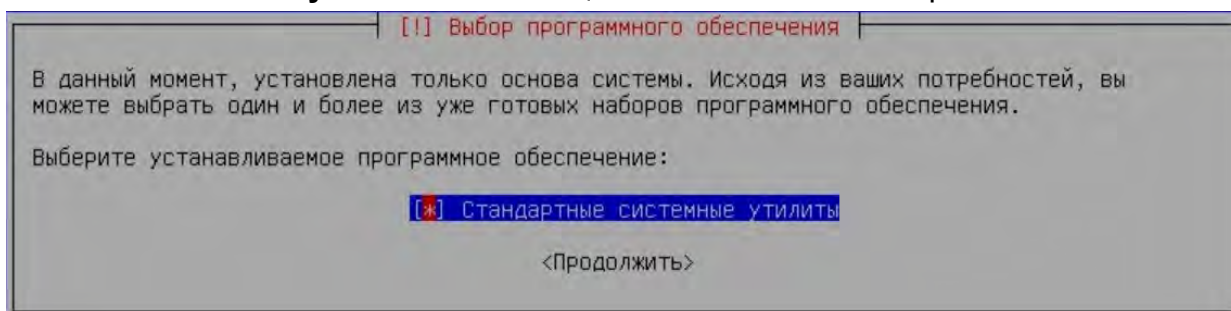 [!] Выбор программного обеспечения
В данный момент, установлена только основа системы. Исходя из ваших потребностей, вы
можете выбрать один и более из уже готовых наборов программного обеспечения.
Выберите устанавливаемое программное обеспечение:
[*] Стандартные системные утилиты
<Продолжить>